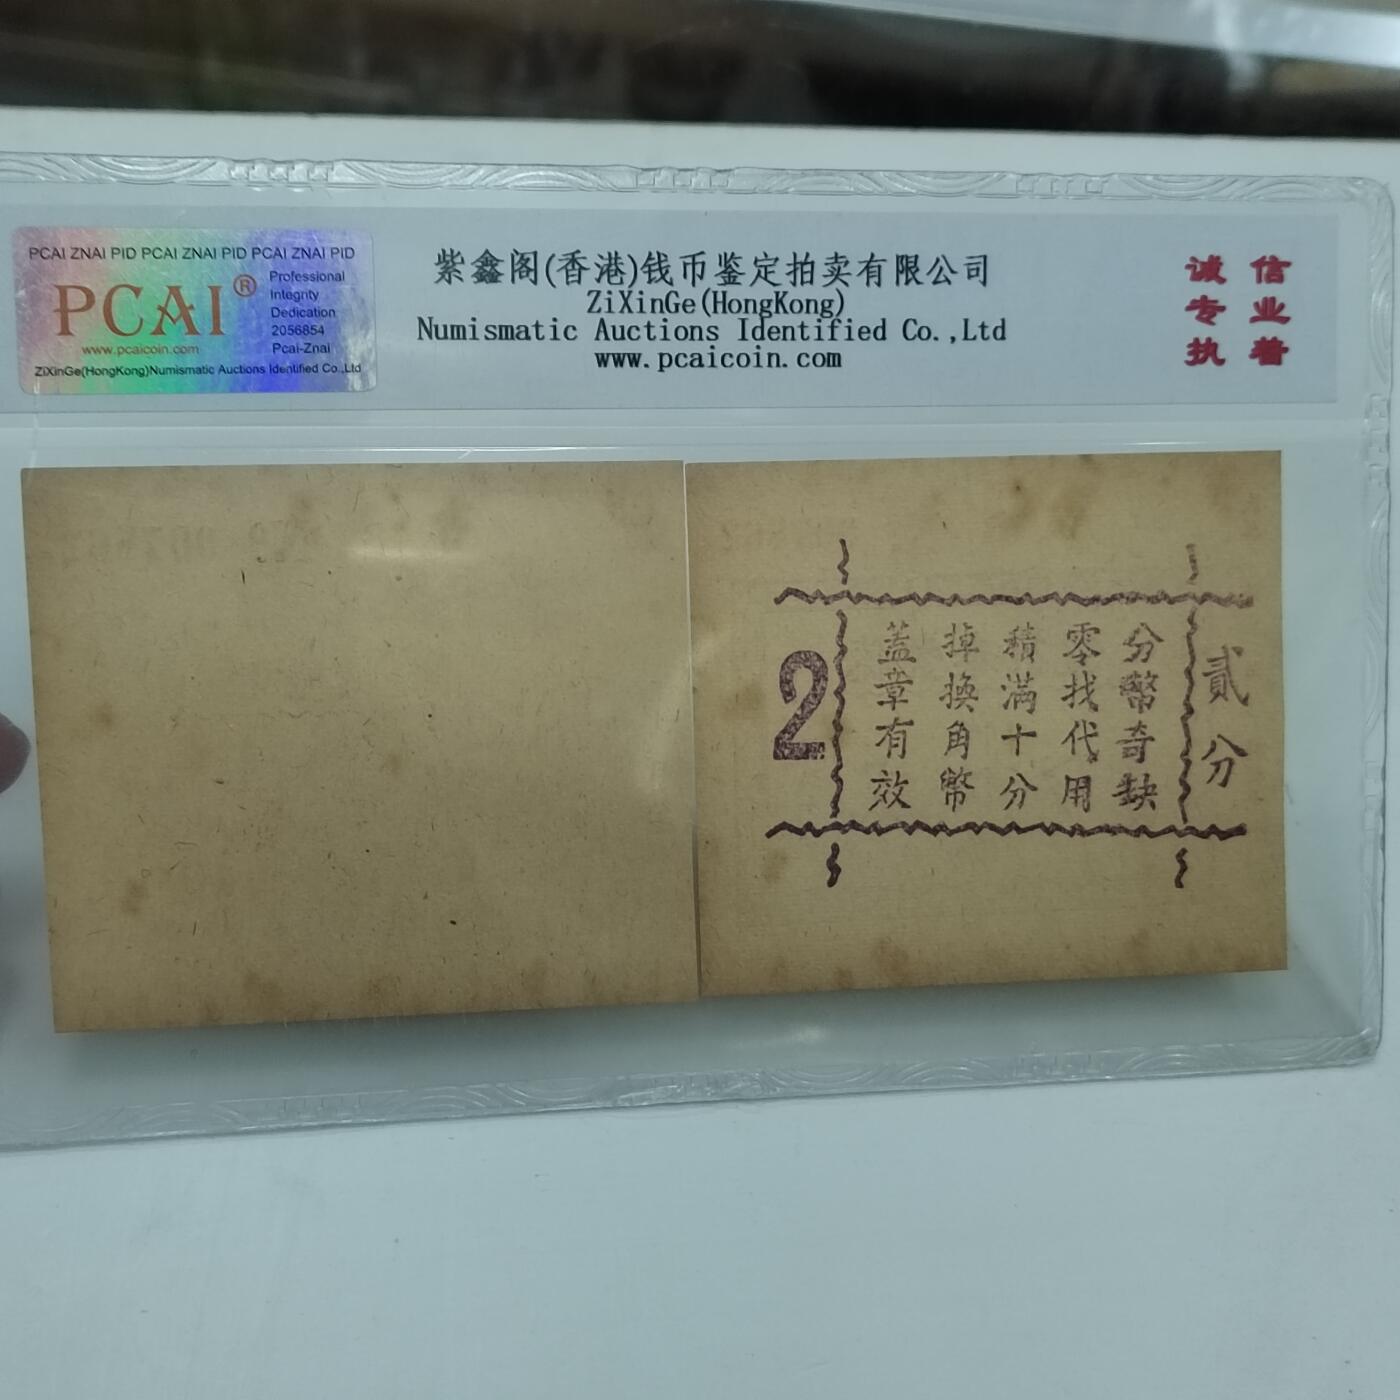 PCAI ZNAI PID PCAI ZNAI PID PCAI ZNAI PID
PCAI®
www.pcaicoin.com
Professional
Integrity
Dedication
2056854
Pcai-Znai
ZiXinGe(HongKong)Numismatic Auctions Identified Co.,Ltd
紫鑫阁(香港)钱币鉴定拍卖有限公司
ZiXinGe(HongKong)
Numismatic Auctions Identified Co.,Ltd
www.pcaicoin.com
诚信
专业
执着
貳分
分幣奇缺
零找代用
積滿十分
掉換角幣
蓋章有效
2